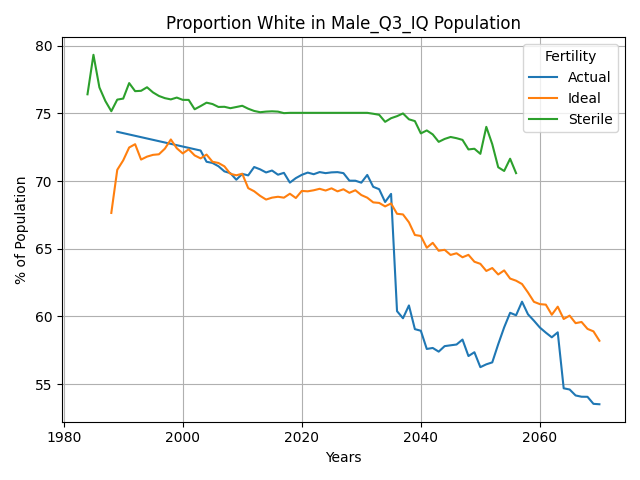 Proportion White in Male_Q3_IQ Population
Fertility
Actual
Ideal
Sterile
% of Population
80
75
70
65
60
55
1980
2000
2020
2040
2060
Years